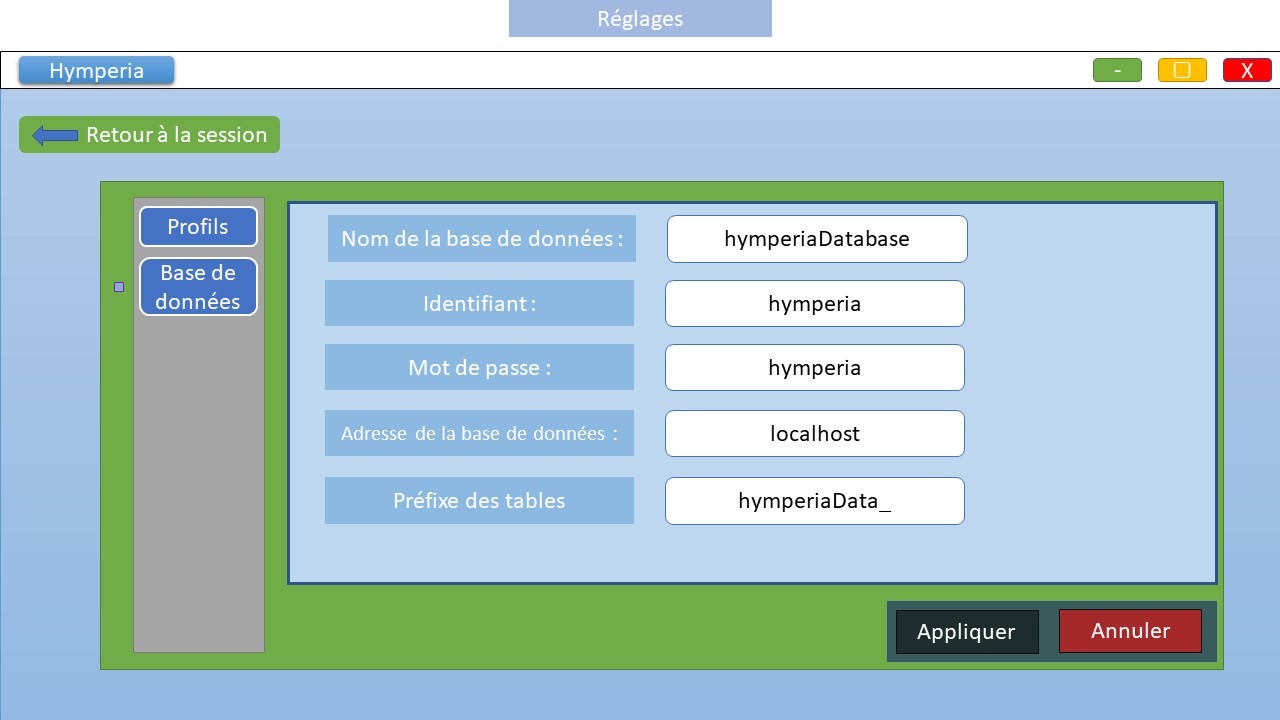 Réglages
Hymperia
-
X
Retour à la session
Profils
Base de
données
Nom de la base de données :
hymperiaDatabase
Identifiant :
hymperia
Mot de passe :
hymperia
Adresse de la base de données :
localhost
Préfixe des tables
hymperiaData_
Appliquer
Annuler